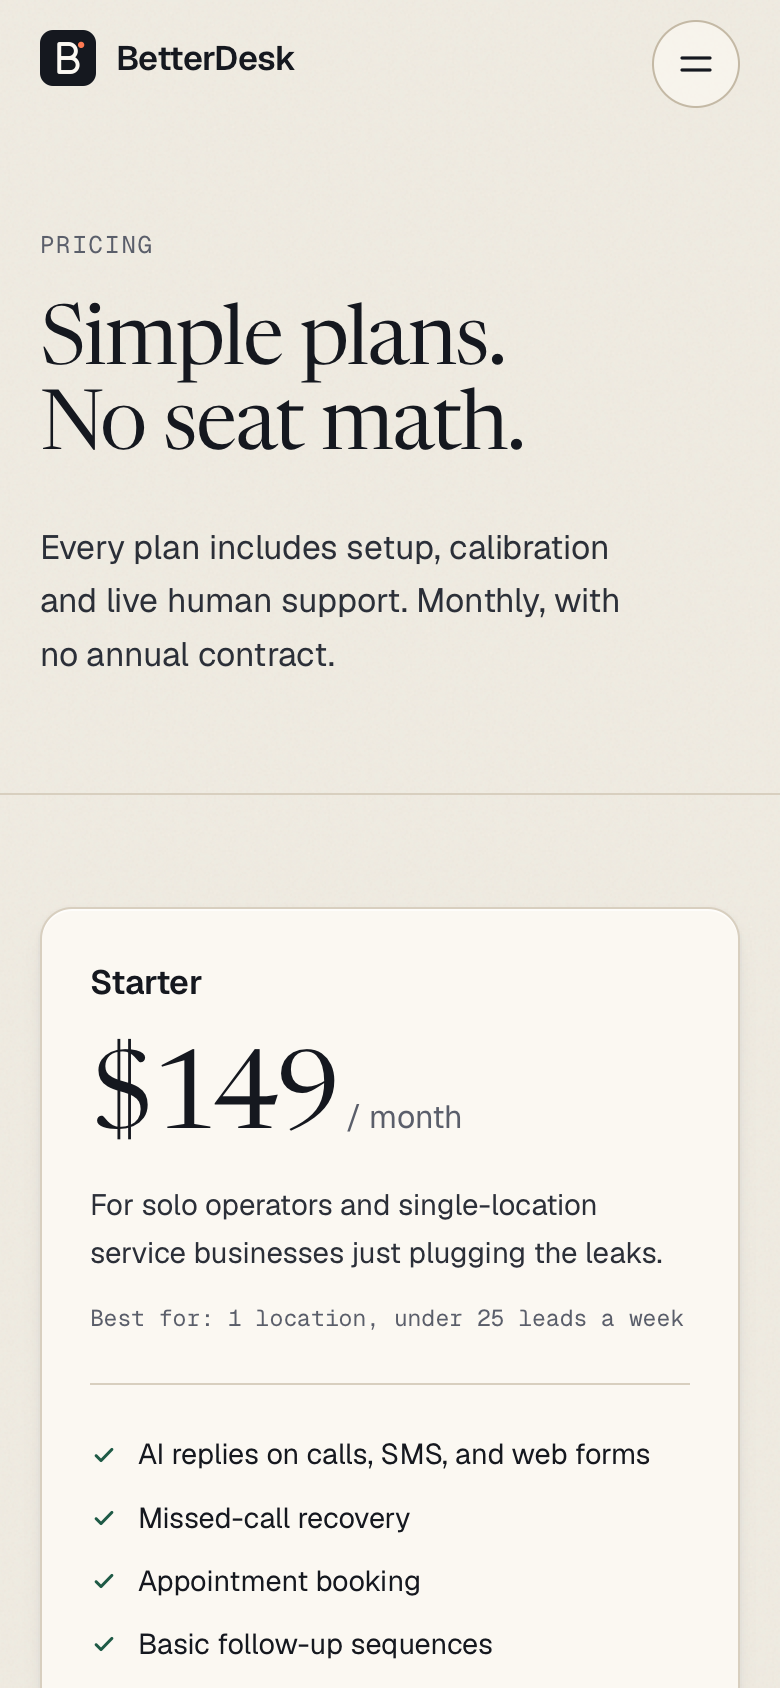 BetterDesk
PRICING
Simple plans.
No seat math.
Every plan includes setup, calibration
and live human support. Monthly, with
no annual contract.
Starter
$149 / month
For solo operators and single-location
service businesses just plugging the leaks.
Best for: 1 location, under 25 leads a week
AI replies on calls, SMS, and web forms
Missed-call recovery
Appointment booking
Basic follow-up sequences